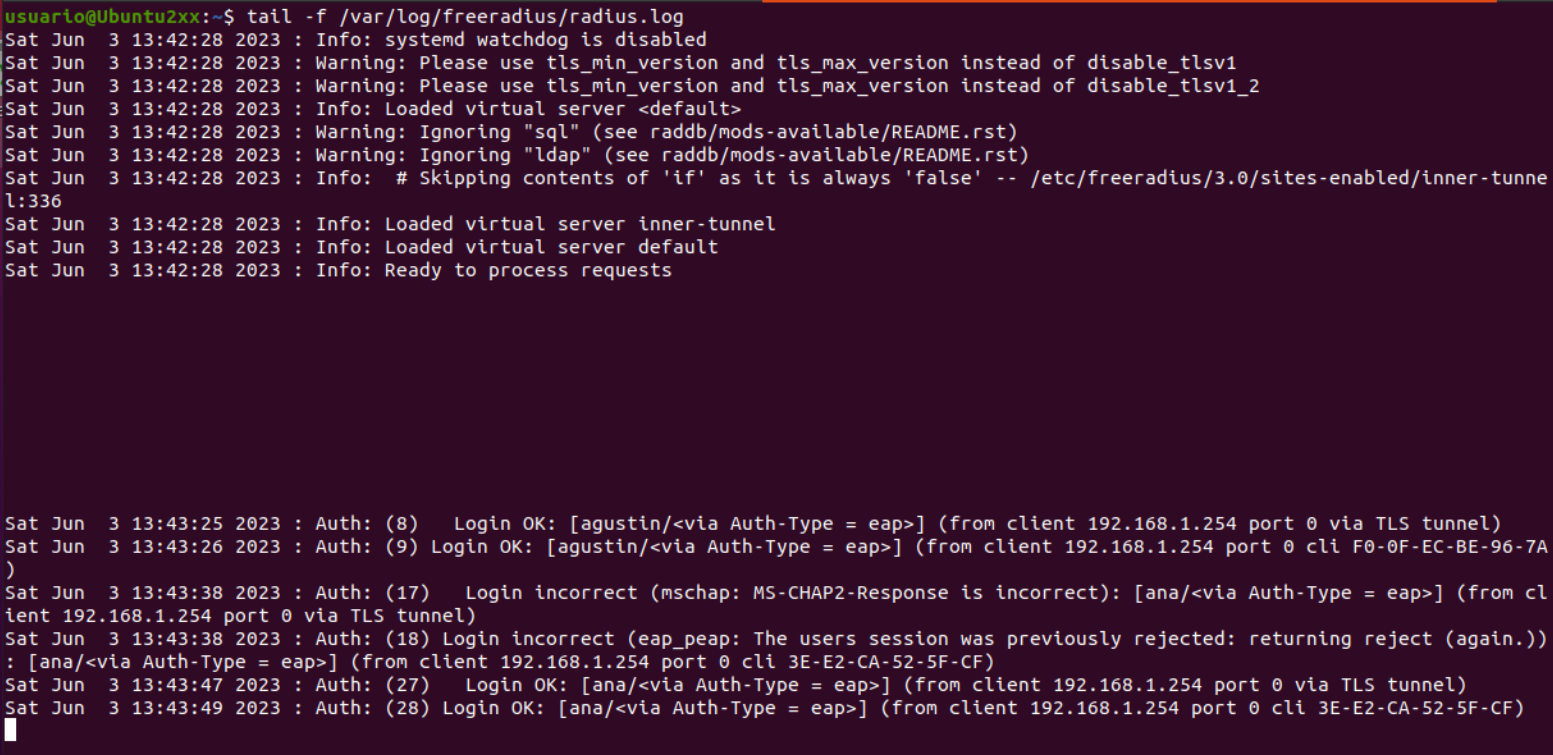 usuario@Ubuntu2xx:~$ tail -f /var/log/freeradius/radius.log
Sat Jun  3 13:42:28 2023 : Info: systemd watchdog is disabled
Sat Jun  3 13:42:28 2023 : Warning: Please use tls_min_version and tls_max_version instead of disable_tlsv1
Sat Jun  3 13:42:28 2023 : Warning: Please use tls_min_version and tls_max_version instead of disable_tlsv1_2
Sat Jun  3 13:42:28 2023 : Info: Loaded virtual server <default>
Sat Jun  3 13:42:28 2023 : Warning: Ignoring "sql" (see raddb/mods-available/README.rst)
Sat Jun  3 13:42:28 2023 : Warning: Ignoring "ldap" (see raddb/mods-available/README.rst)
Sat Jun  3 13:42:28 2023 : Info:  # Skipping contents of 'if' as it is always 'false' -- /etc/freeradius/3.0/sites-enabled/inner-tunne
l:336
Sat Jun  3 13:42:28 2023 : Info: Loaded virtual server inner-tunnel
Sat Jun  3 13:42:28 2023 : Info: Loaded virtual server default
Sat Jun  3 13:42:28 2023 : Info: Ready to process requests
Sat Jun  3 13:43:25 2023 : Auth: (8)   Login OK: [agustin/<via Auth-Type = eap>] (from client 192.168.1.254 port 0 via TLS tunnel)
Sat Jun  3 13:43:26 2023 : Auth: (9) Login OK: [agustin/<via Auth-Type = eap>] (from client 192.168.1.254 port 0 cli F0-0F-EC-BE-96-7A
)
Sat Jun  3 13:43:38 2023 : Auth: (17)   Login incorrect (mschap: MS-CHAP2-Response is incorrect): [ana/<via Auth-Type = eap>] (from cl
ient 192.168.1.254 port 0 via TLS tunnel)
Sat Jun  3 13:43:38 2023 : Auth: (18) Login incorrect (eap_peap: The users session was previously rejected: returning reject (again.))
: [ana/<via Auth-Type = eap>] (from client 192.168.1.254 port 0 cli 3E-E2-CA-52-5F-CF)
Sat Jun  3 13:43:47 2023 : Auth: (27)   Login OK: [ana/<via Auth-Type = eap>] (from client 192.168.1.254 port 0 via TLS tunnel)
Sat Jun  3 13:43:49 2023 : Auth: (28) Login OK: [ana/<via Auth-Type = eap>] (from client 192.168.1.254 port 0 cli 3E-E2-CA-52-5F-CF)